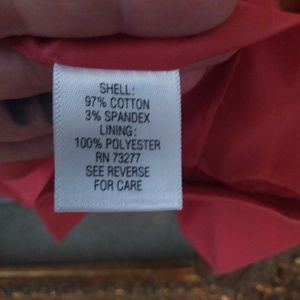 SHELL:
97% COTTON
3% SPANDEX
LINING:
100% POLYESTER
RN 73277
SEE REVERSE
FOR CARE